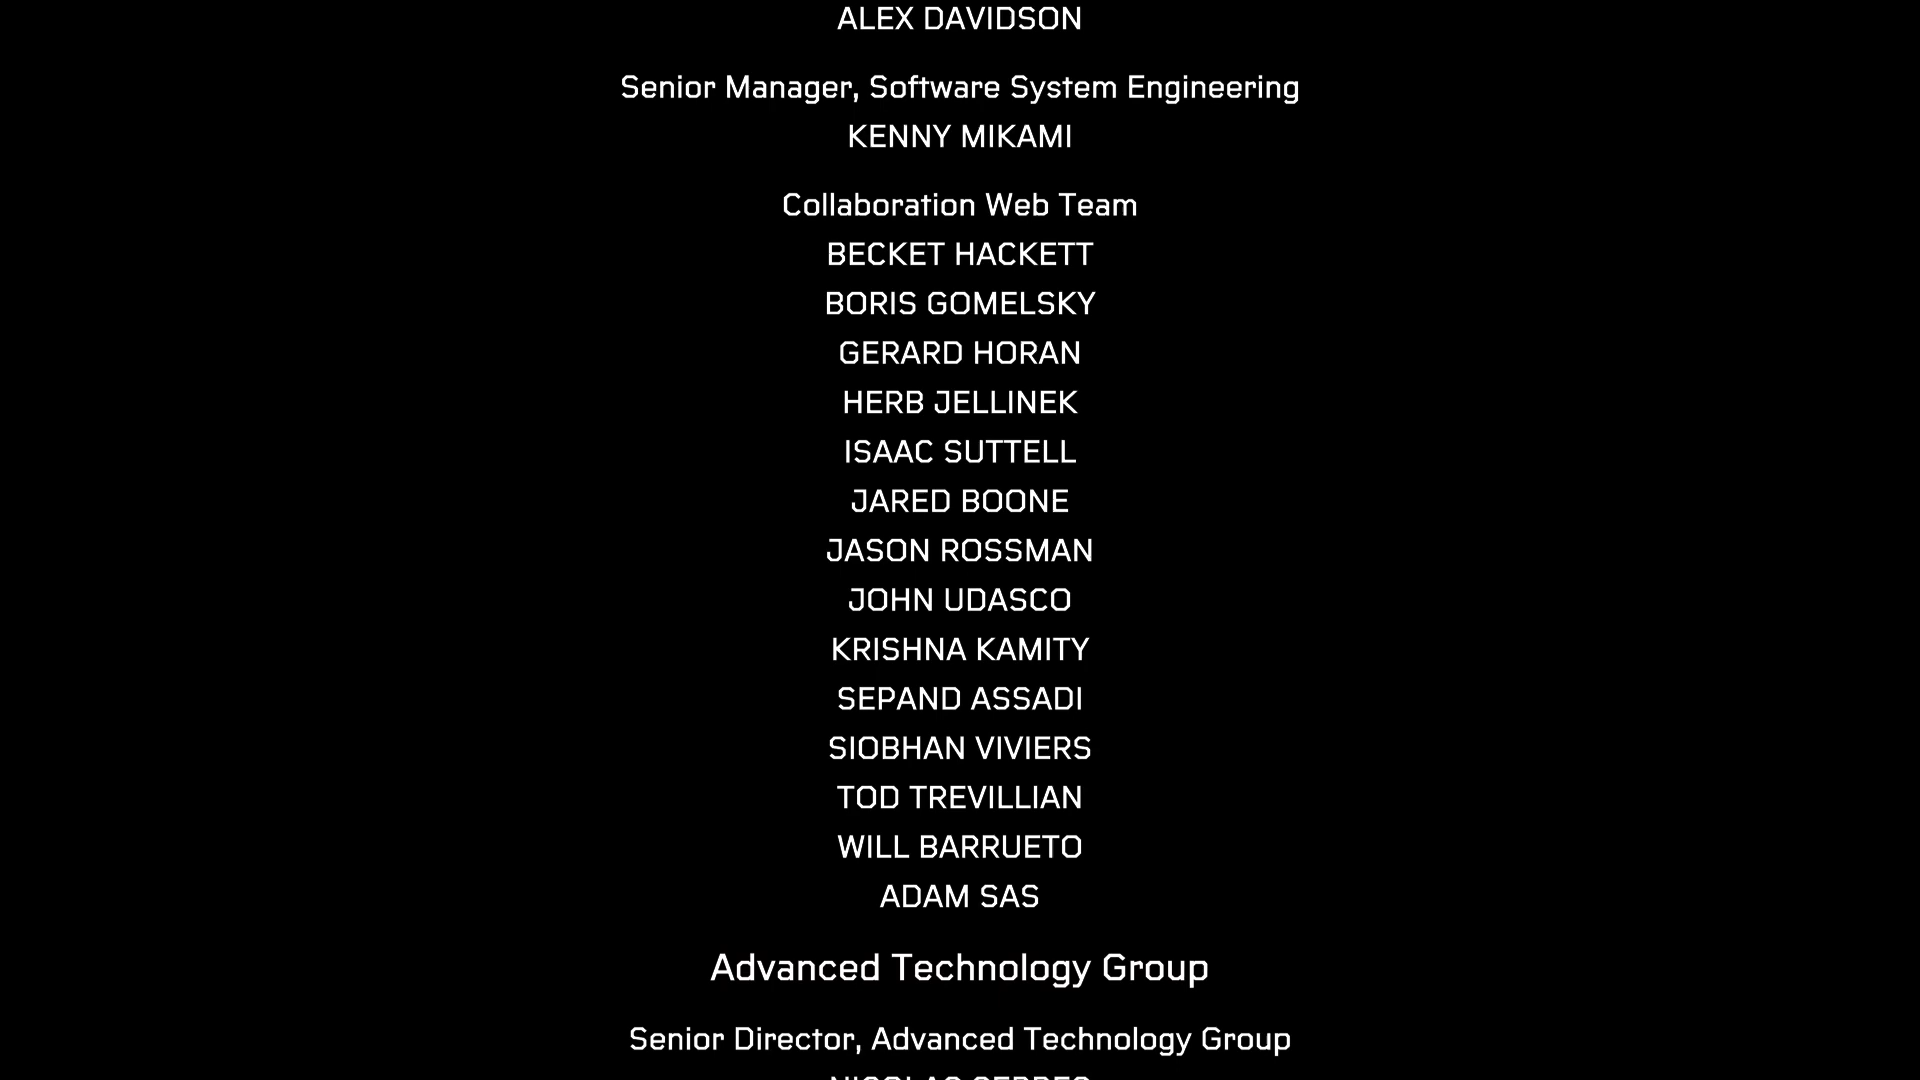 ALEX DAVIDSON
Senior Manager, Software System Engineering
KENNY MIKAMI
Collaboration Web Team
BECKET HACKETT
BORIS GOMELSKY
GERARD HORAN
HERB JELLINEK
ISAAC SUTTELL
JARED BOONE
JASON ROSSMAN
JOHN UDASCO
KRISHNA KAMITY
SEPAND ASSADI
SIOBHAN VIVIERS
TOD TREVILLIAN
WILL BARRUETO
ADAM SAS
Advanced Technology Group
Senior Director, Advanced Technology Group